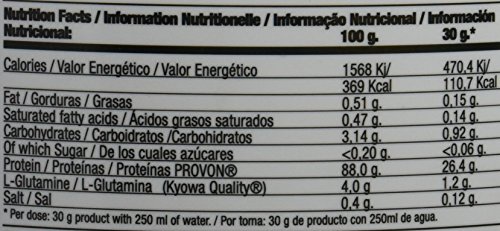 Nutrition Facts / Information Nutritionelle / Informação Nutricional / Información
Nutricional: 100 g. 30 g.*
Calories / Valor Energético / Valor Energético 1568 Kj/ 470,4 Kj/
369 Kcal 110,7 Kcal
Fat / Gorduras / Grasas 0,51 g. 0,15 g.
Saturated fatty acids / Ácidos grasos saturados 0,47 g. 0,14 g.
Carbohydrates / Carboidratos /Carbohidratos 3,14 g. 0,92 g.
Of which Sugar / De los cuales azúcares <0,20 g. <0,06 g.
Protein / Proteínas / Proteins PROVON® 88,0 g. 26,4 g.
L-Glutamine / L-Glutamina (Kyowa Quality®) 4,0 g 1,2 g.
Salt / Sal 0,4 g. 0,12 g.
* Per dose: 30 g product with 250 ml of water. / Por toma: 30 g de producto con 250ml de agua.